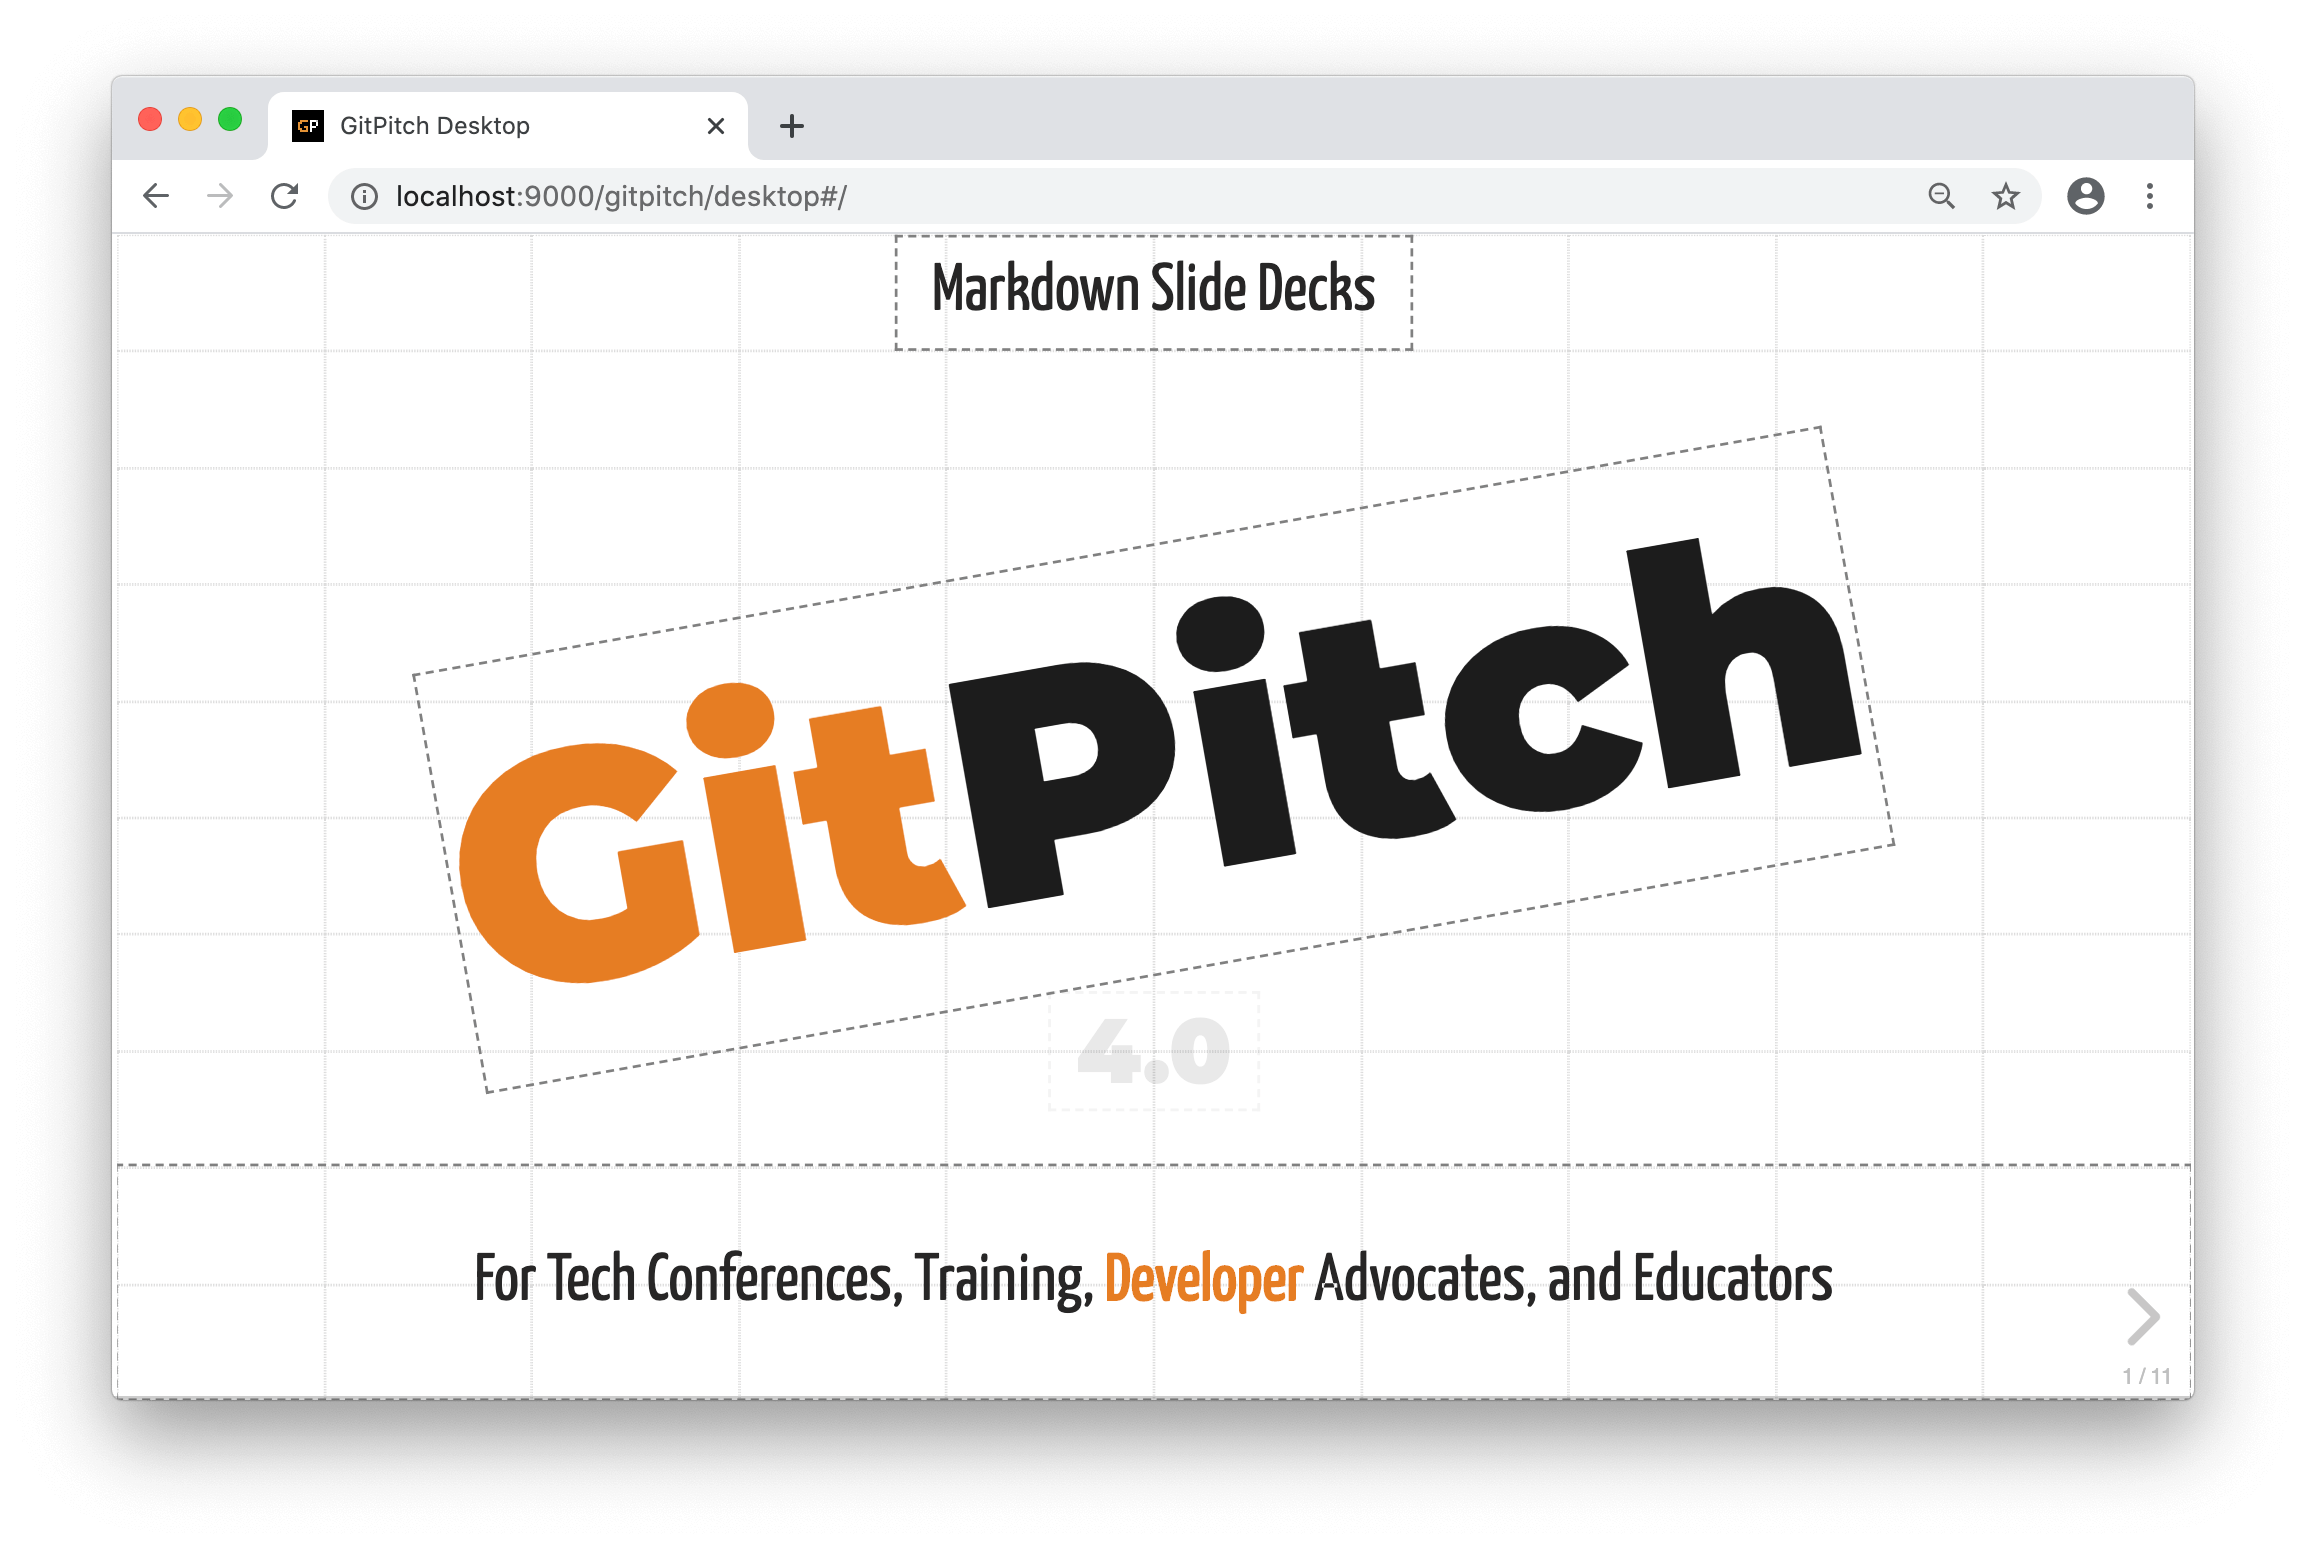 GP GitPitch Desktop
localhost:9000/gitpitch/desktop#/
Markdown Slide Decks
GitPitch
4.0
For Tech Conferences, Training, Developer Advocates, and Educators
1 / 11